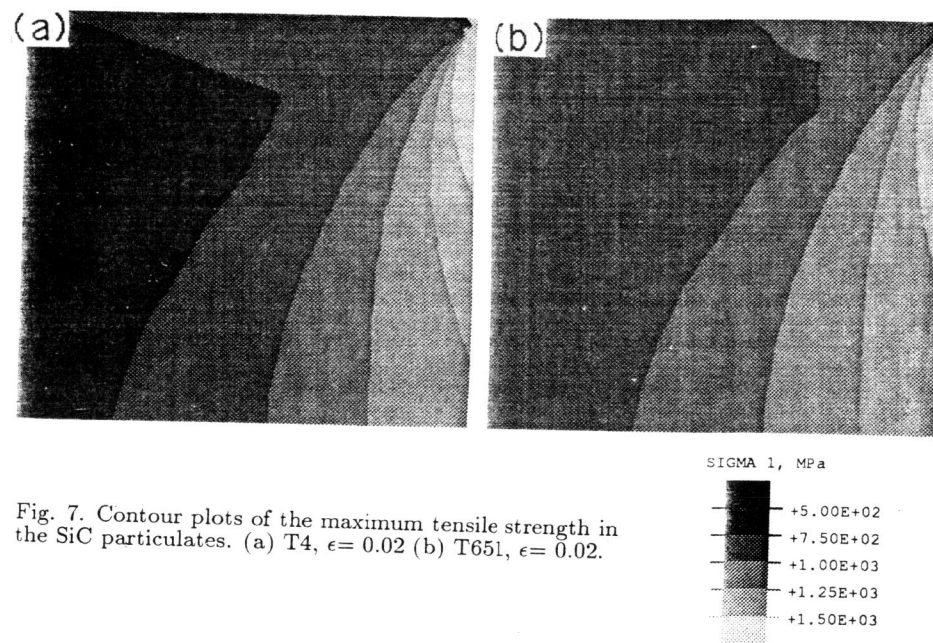 (a)
(b)
SIGMA 1, MPa
+5.00E+02
+7.50E+02
+1.00E+03
+1.25E+03
+1.50E+03
Fig. 7. Contour plots of the maximum tensile strength in
the SiC particulates. (a) T4, ϵ= 0.02 (b) T651, ϵ= 0.02.